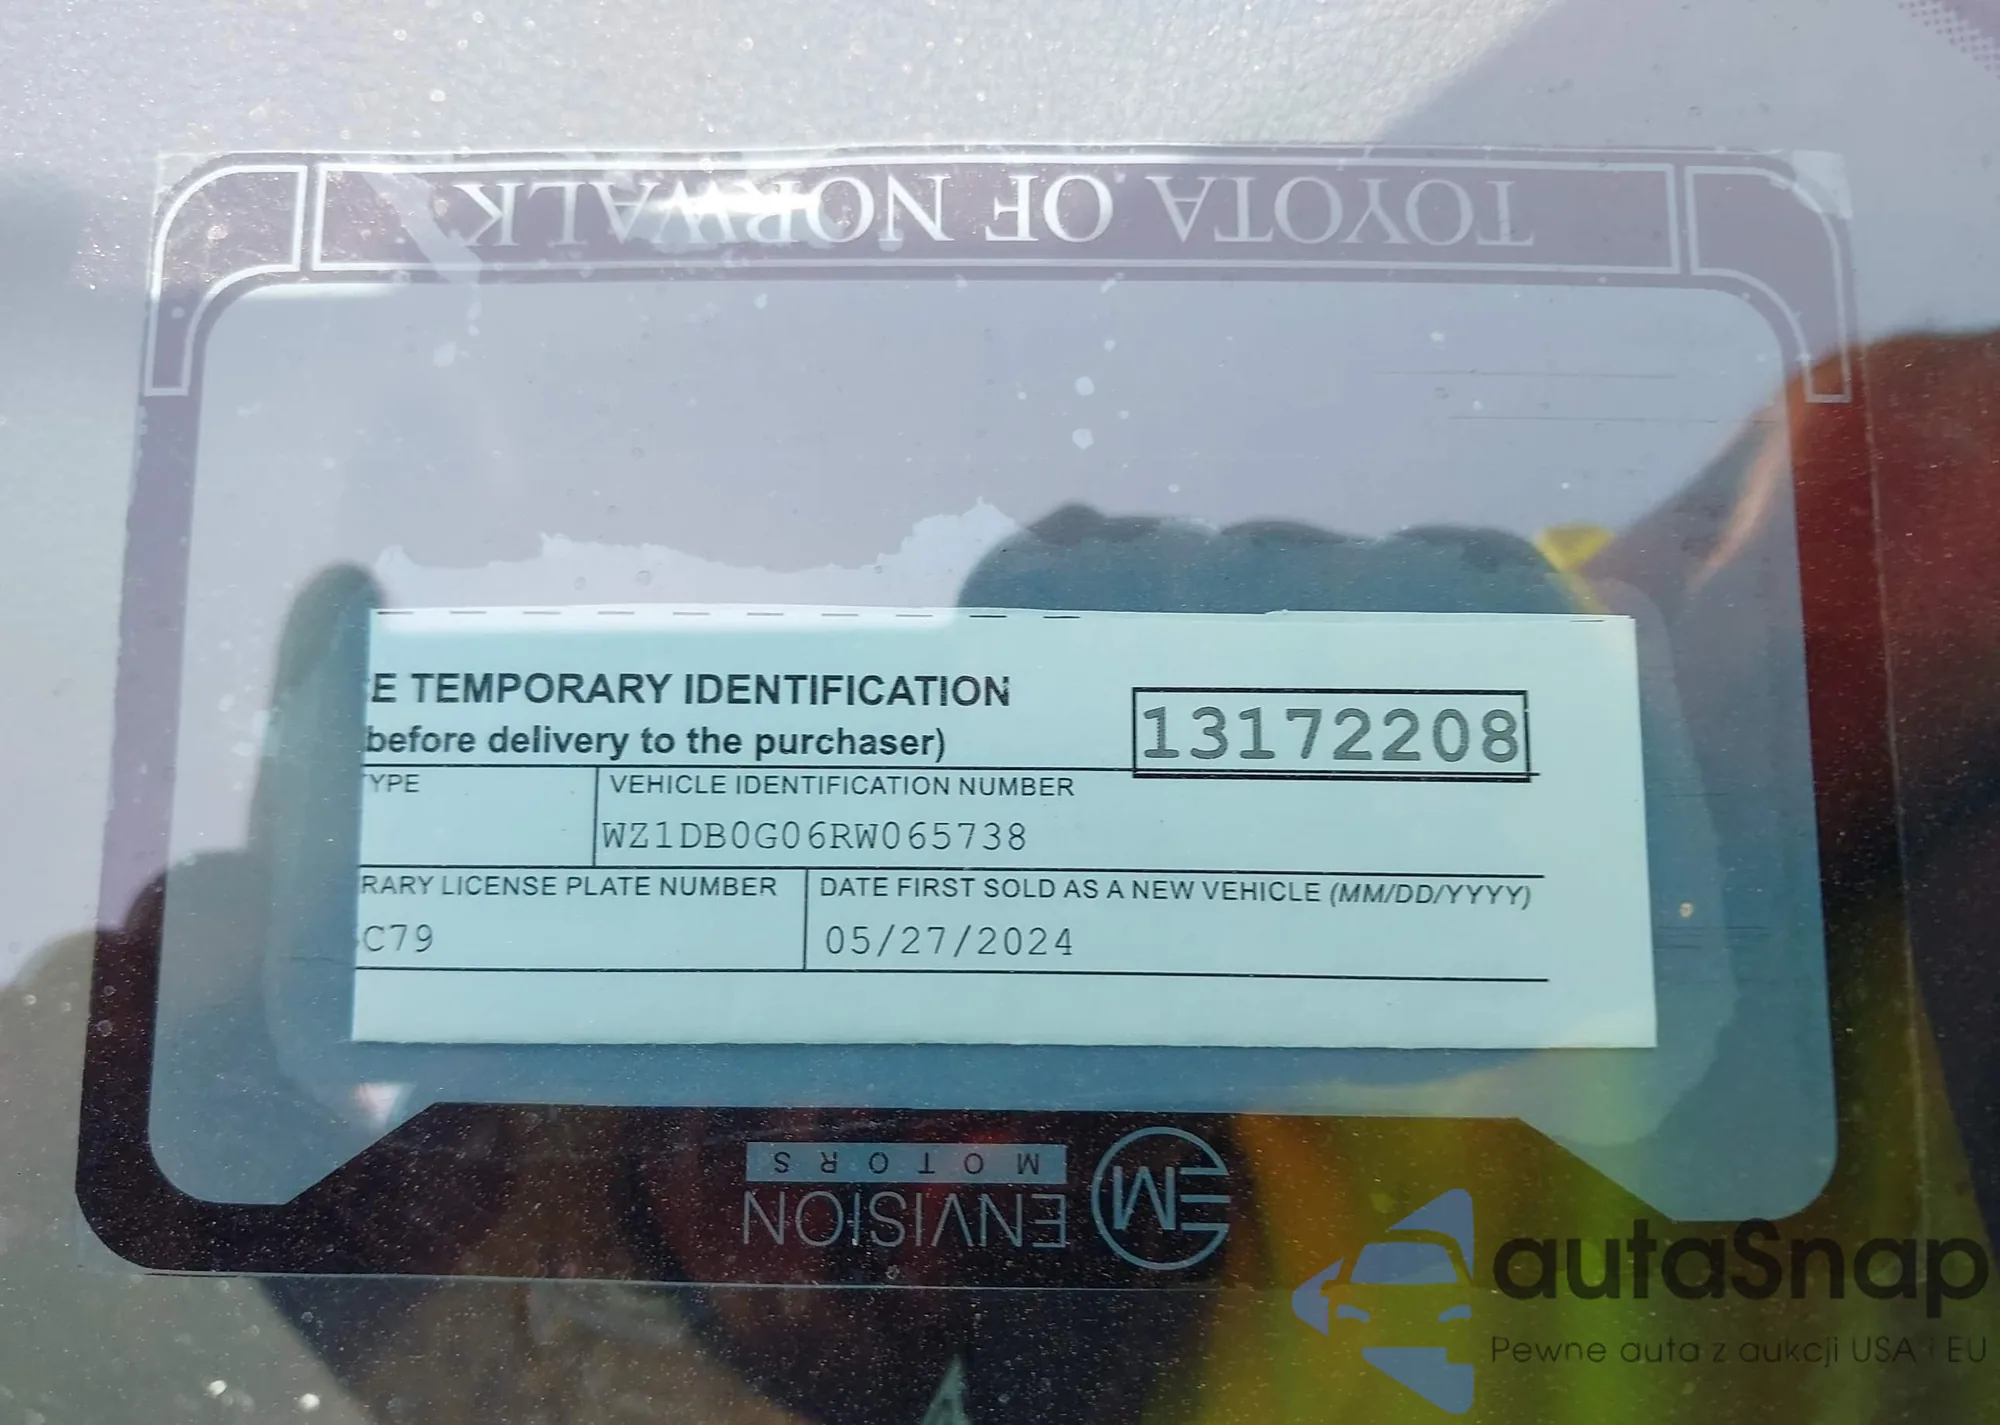 TOYOTA OF NORWALK
E TEMPORARY IDENTIFICATION
before delivery to the purchaser)
13172208
YPE
VEHICLE IDENTIFICATION NUMBER
WZ1DB0G06RW065738
RARY LICENSE PLATE NUMBER
DATE FIRST SOLD AS A NEW VEHICLE (MM/DD/YYYY)
C79
05/27/2024
EM
ENVISION
MOTORS
autaSnap
Pewne auta z aukcji USA i EU